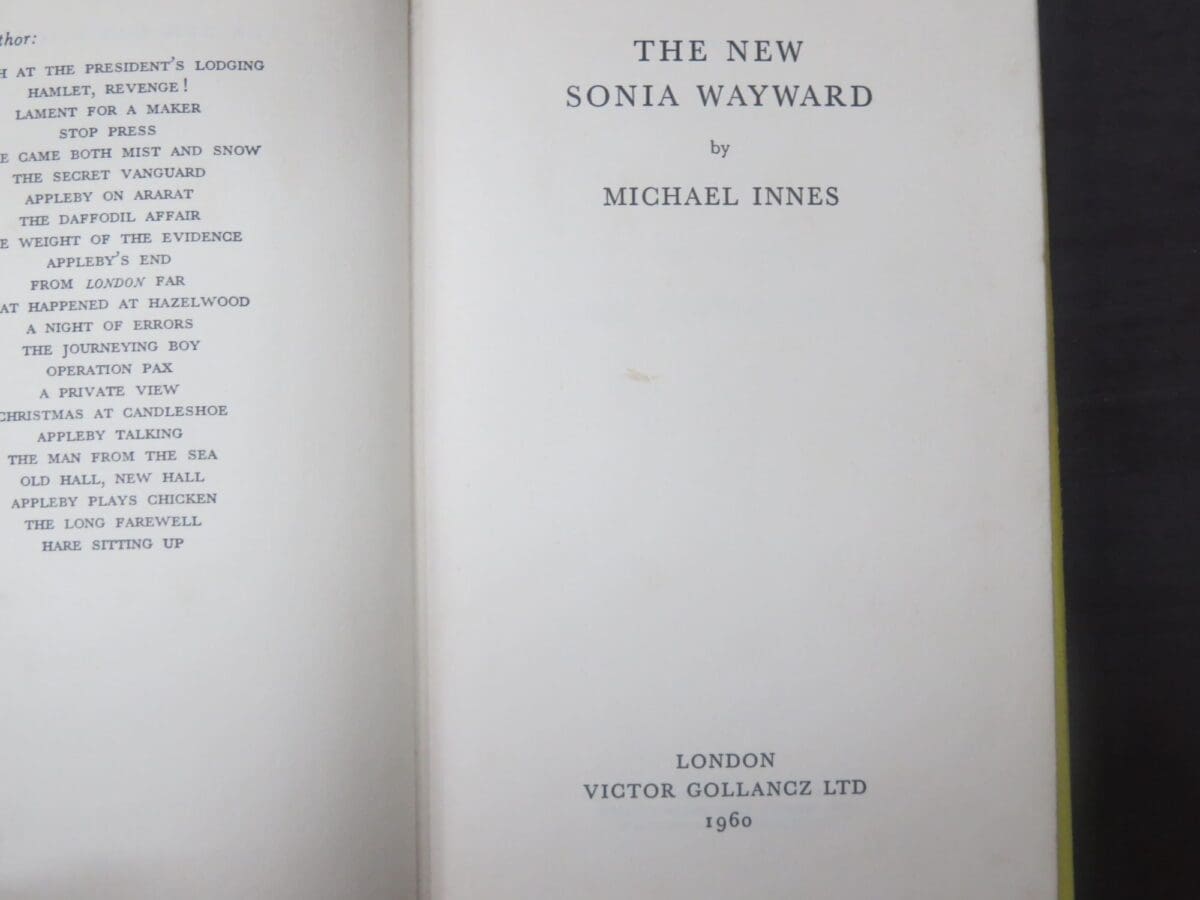 thor:
H AT THE PRESIDENT'S LODGING
HAMLET, REVENGE!
LAMENT FOR A MAKER
STOP PRESS
E CAME BOTH MIST AND SNOW
THE SECRET VANGUARD
APPLEBY ON ARARAT
THE DAFFODIL AFFAIR
E WEIGHT OF THE EVIDENCE
APPLEBY'S END
FROM LONDON FAR
AT HAPPENED AT HAZELWOOD
A NIGHT OF ERRORS
THE JOURNEYING BOY
OPERATION PAX
A PRIVATE VIEW
CHRISTMAS AT CANDLESHOE
APPLEBY TALKING
THE MAN FROM THE SEA
OLD HALL, NEW HALL
APPLEBY PLAYS CHICKEN
THE LONG FAREWELL
HARE SITTING UP
THE NEW
SONIA WAYWARD
by
MICHAEL INNES
LONDON
VICTOR GOLLANCZ LTD
1960